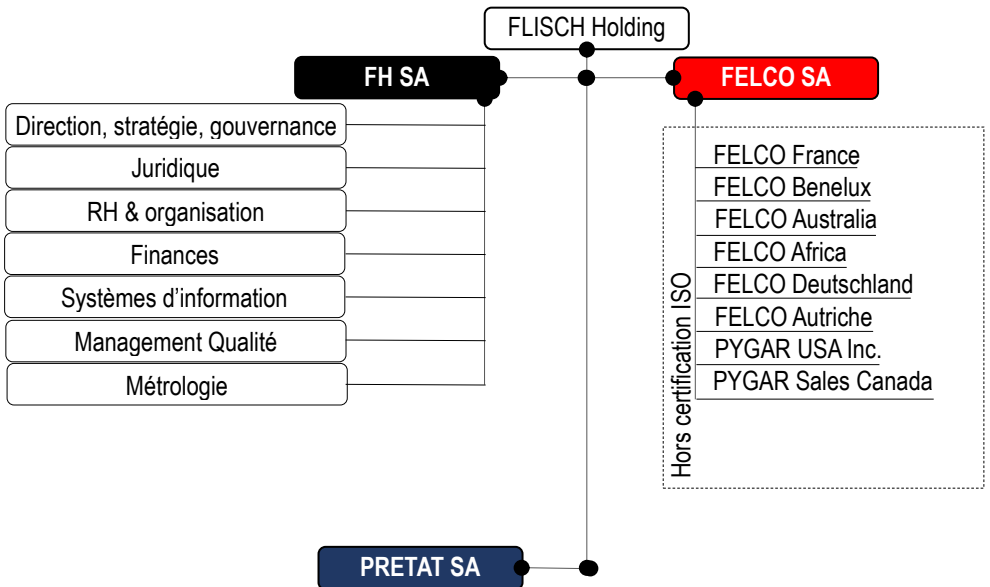 FLISCH Holding
FH SA
FELCO SA
Direction, stratégie, gouvernance
Juridique
RH & organisation
Finances
Systèmes d'information
Management Qualité
Métrologie
Hors certification ISO
FELCO France
FELCO Benelux
FELCO Australia
FELCO Africa
FELCO Deutschland
FELCO Autriche
PYGAR USA Inc.
PYGAR Sales Canada
PRETAT SA